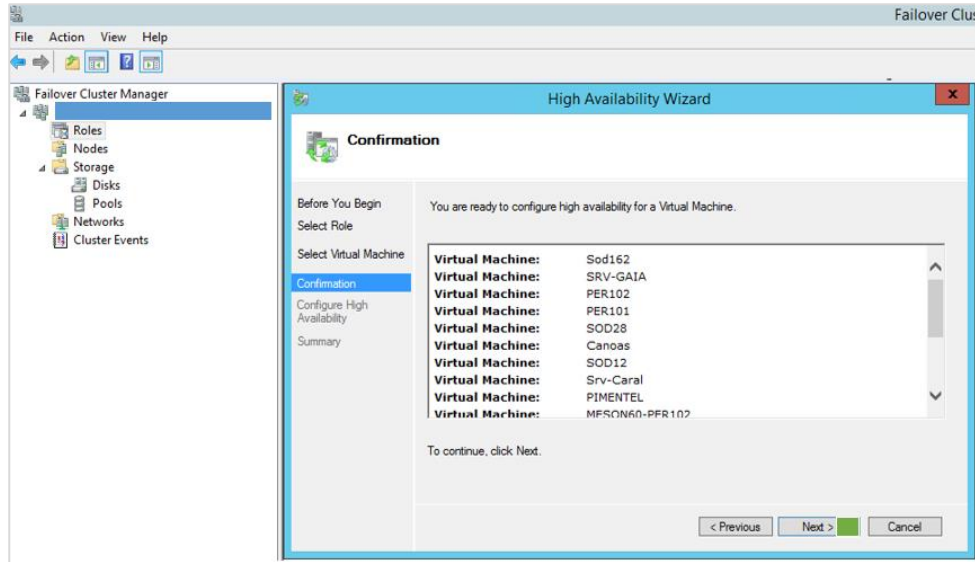 Failover Clus
File Action View Help
Failover Cluster Manager
Roles
Nodes
Storage
Disks
Pools
Networks
Cluster Events
High Availability Wizard
x
Confirmation
Before You Begin
Select Role
Select Virtual Machine
Confirmation
Configure High
Availability
Summary
You are ready to configure high availability for a Virtual Machine.
Virtual Machine: Sod162
Virtual Machine: SRV-GAIA
Virtual Machine: PER102
Virtual Machine: PER101
Virtual Machine: SOD28
Virtual Machine: Canoas
Virtual Machine: SOD12
Virtual Machine: Srv-Caral
Virtual Machine: PIMENTEL
Virtual Machine: MESON60-PER102
To continue, click Next.
< Previous Next > Cancel